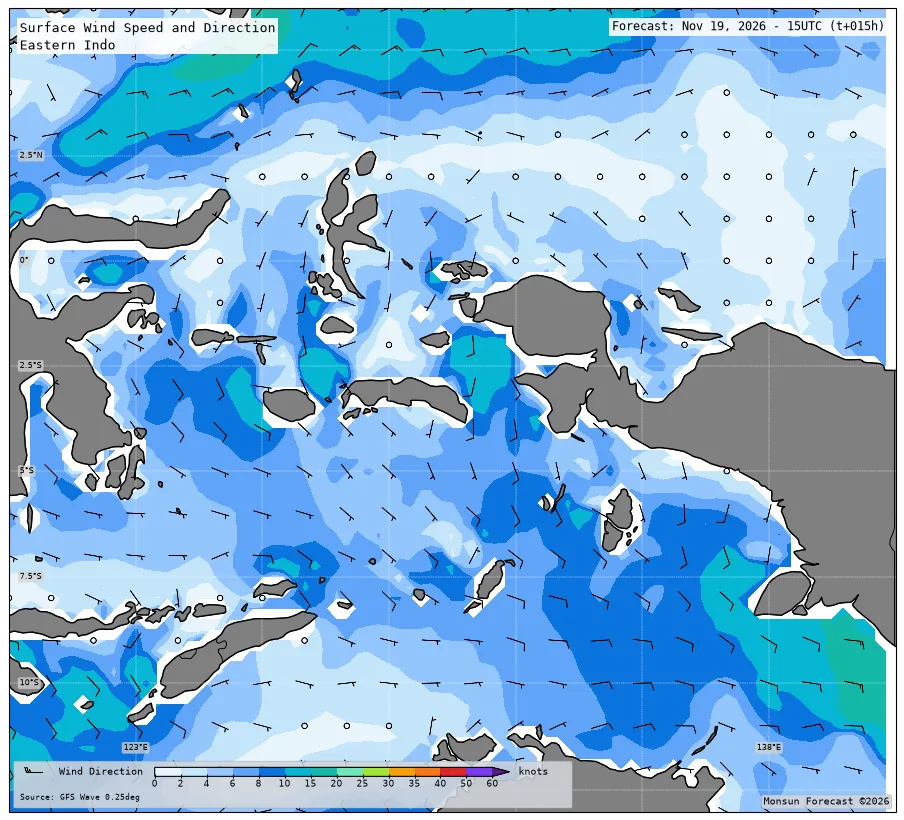 Surface Wind Speed and Direction
Eastern Indo
Forecast: Nov 19, 2026 - 15UTC (t+015h)
2.5°N
0°
2.5°S
5°S
7.5°S
10°S
123°E
138°E
Wind Direction
0 2 4 6 8 10 15 20 25 30 35 40 50 60
knots
Source: GFS Wave 0.25deg
Monsun Forecast ©2026